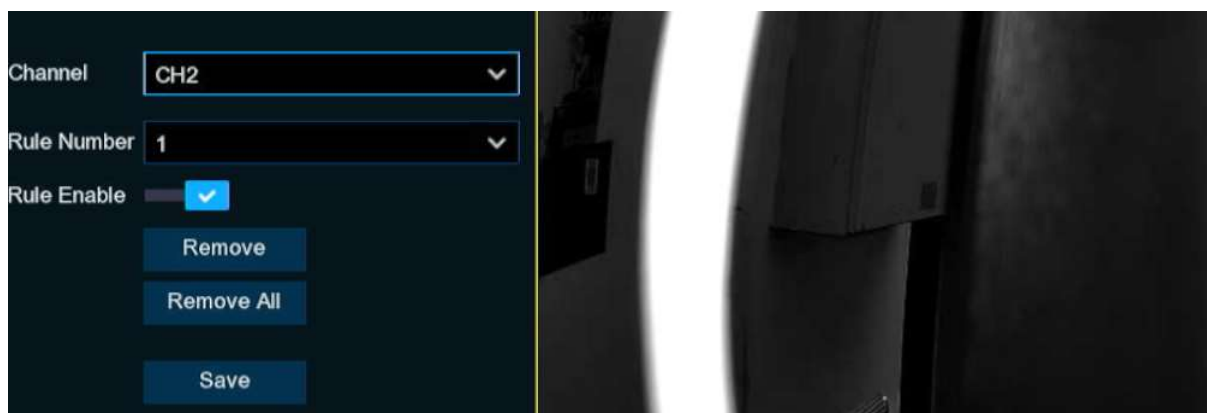 Channel CH2
Rule Number 1
Rule Enable
Remove
Remove All
Save